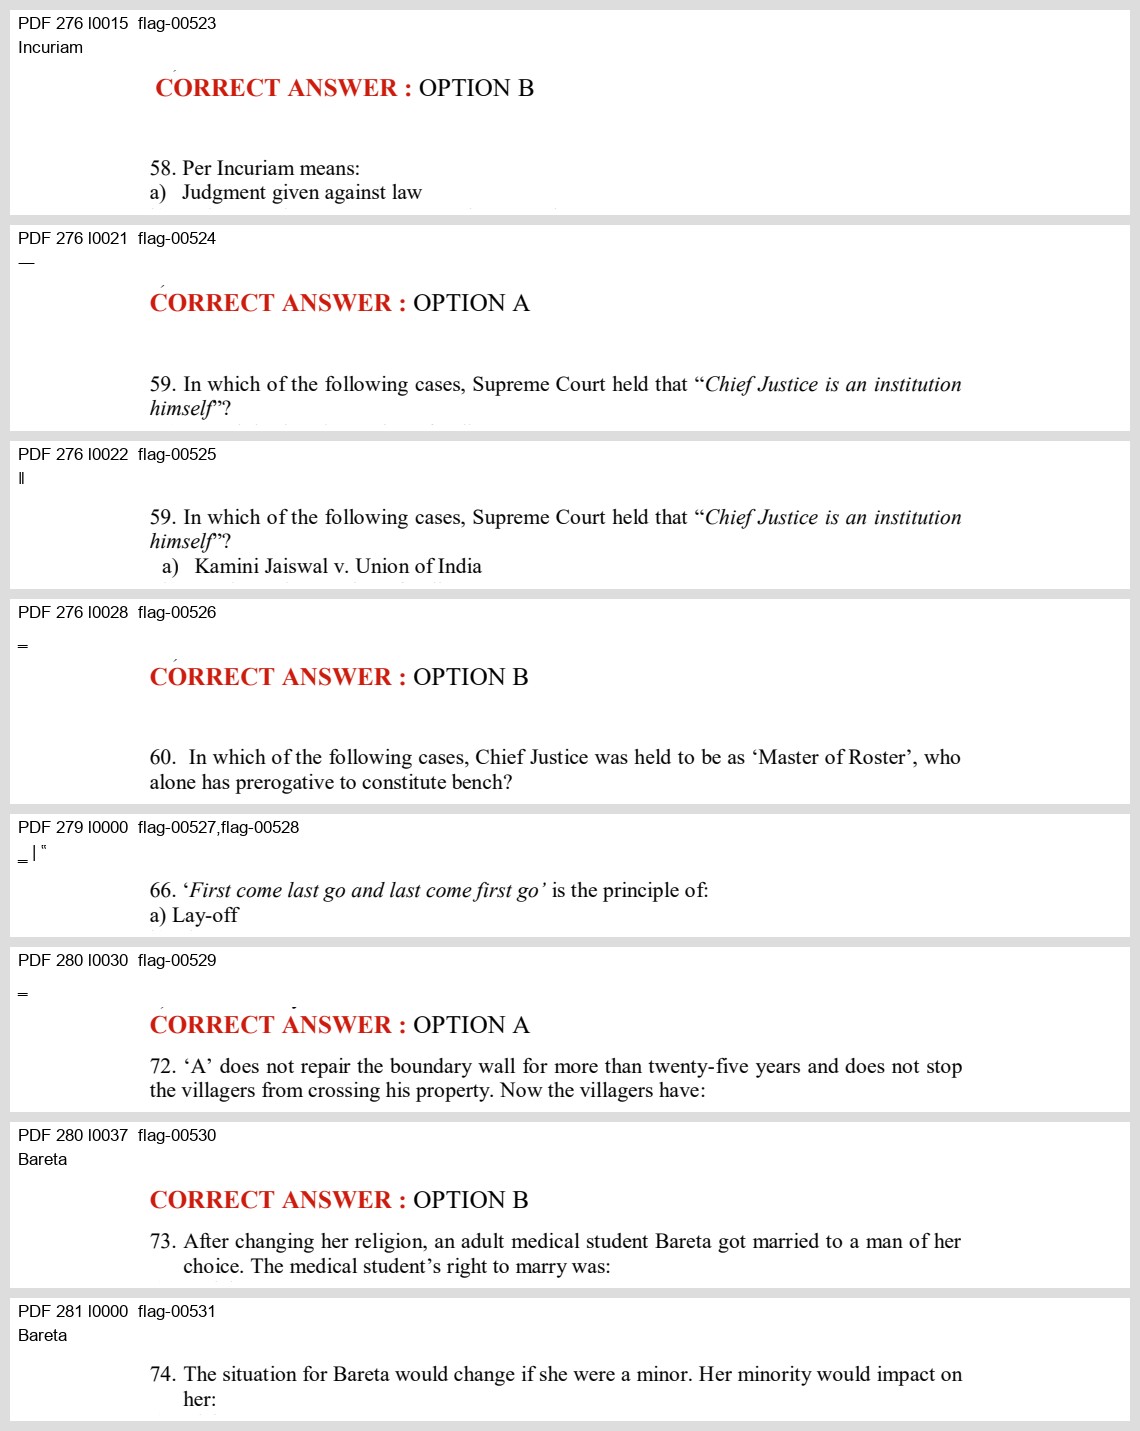 PDF 276 l0015 flag-00523
Incuriam
CORRECT ANSWER : OPTION B
58. Per Incuriam means:
a) Judgment given against law
PDF 276 l0021 flag-00524
―
CORRECT ANSWER : OPTION A
59. In which of the following cases, Supreme Court held that “Chief Justice is an institution
himself”?
PDF 276 l0022 flag-00525
‖
59. In which of the following cases, Supreme Court held that “Chief Justice is an institution
himself”?
a) Kamini Jaiswal v. Union of India
PDF 276 l0028 flag-00526
‗
CORRECT ANSWER : OPTION B
60. In which of the following cases, Chief Justice was held to be as ‘Master of Roster’, who
alone has prerogative to constitute bench?
PDF 279 l0000 flag-00527,flag-00528
‗ | ‟
66. ‘First come last go and last come first go’ is the principle of:
a) Lay-off
PDF 280 l0030 flag-00529
‗
CORRECT ANSWER : OPTION A
72. ‘A’ does not repair the boundary wall for more than twenty-five years and does not stop
the villagers from crossing his property. Now the villagers have:
PDF 280 l0037 flag-00530
Bareta
CORRECT ANSWER : OPTION B
73. After changing her religion, an adult medical student Bareta got married to a man of her
choice. The medical student’s right to marry was:
PDF 281 l0000 flag-00531
Bareta
74. The situation for Bareta would change if she were a minor. Her minority would impact on
her: